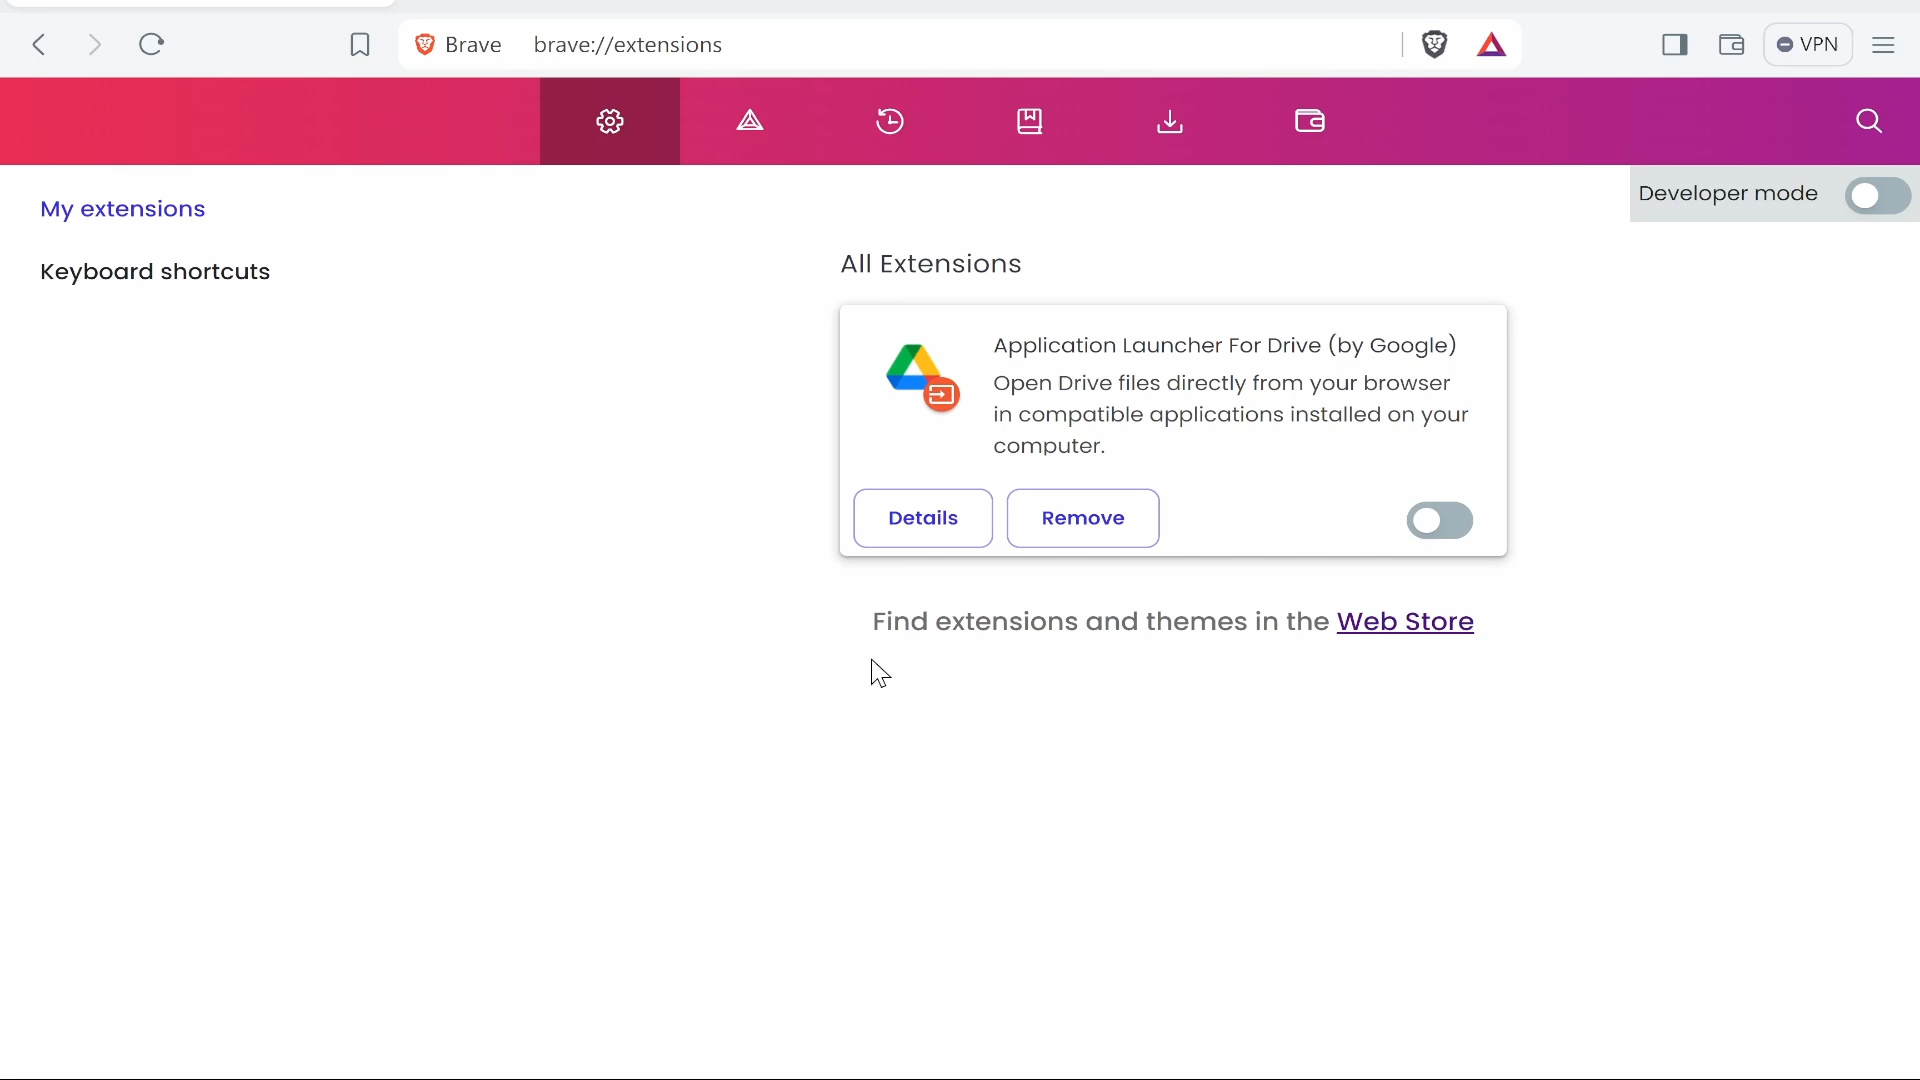 Brave brave://extensions
VPN
Developer mode
My extensions
Keyboard shortcuts
All Extensions
Application Launcher For Drive (by Google)
Open Drive files directly from your browser
in compatible applications installed on your
computer.
Details
Remove
Find extensions and themes in the Web Store